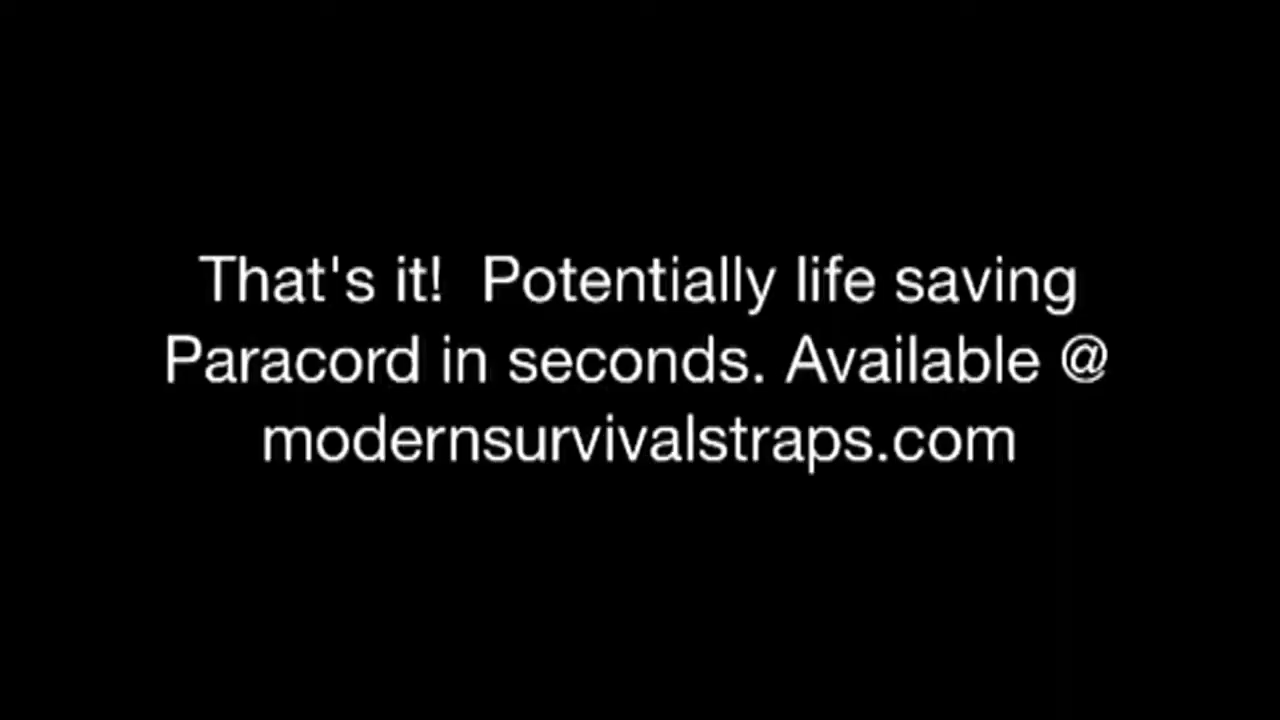 That's it!  Potentially life saving
Paracord in seconds. Available @
modernsurvivalstraps.com